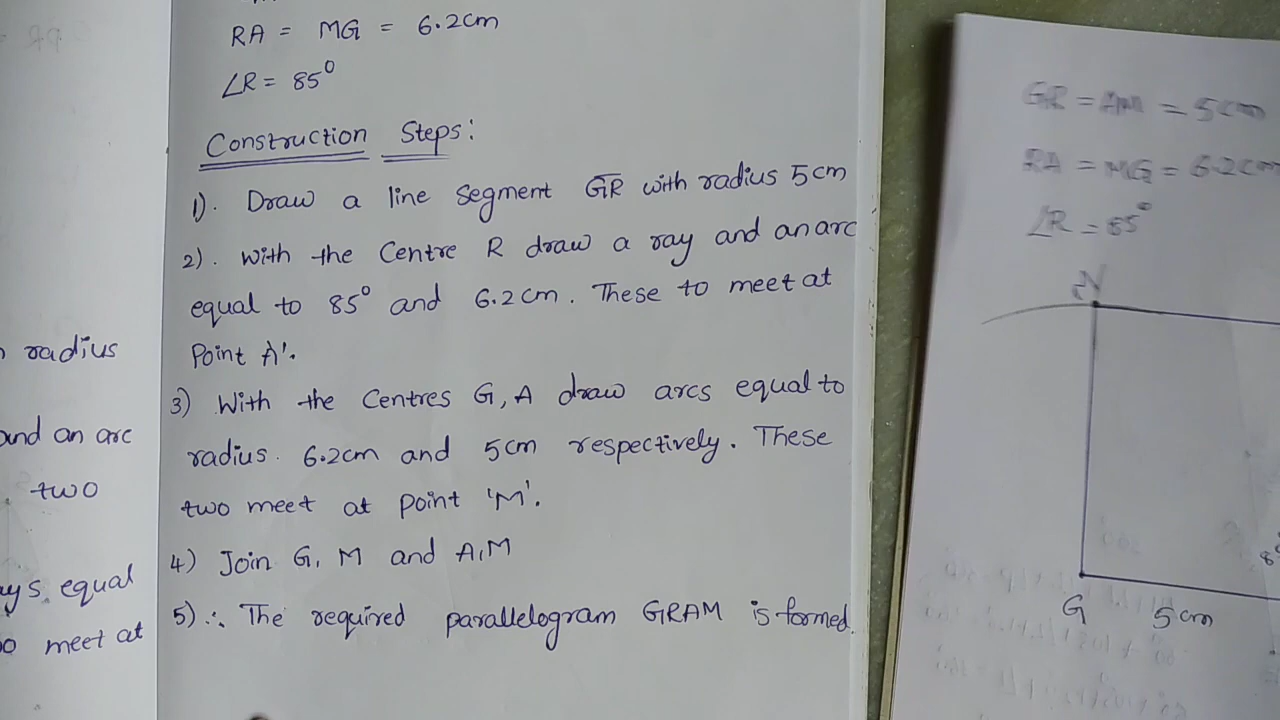 RA = MG = 6.2cm
∠R = 85°
Construction Steps:
1). Draw a line segment GR with radius 5cm
2). With the Centre R draw a ray and an arc
equal to 85° and 6.2cm. These to meet at
Point 'A'.
3) With the Centres G, A draw arcs equal to
radius. 6.2cm and 5cm respectively. These
two meet at point 'M'.
4) Join G, M and A, M
5) ∴ The required parallelogram GRAM is formed.
radius
and an arc
two
equal
meet at
GR = AM = 5cm
RA = MG = 6.2cm
∠R = 85°
G 5cm